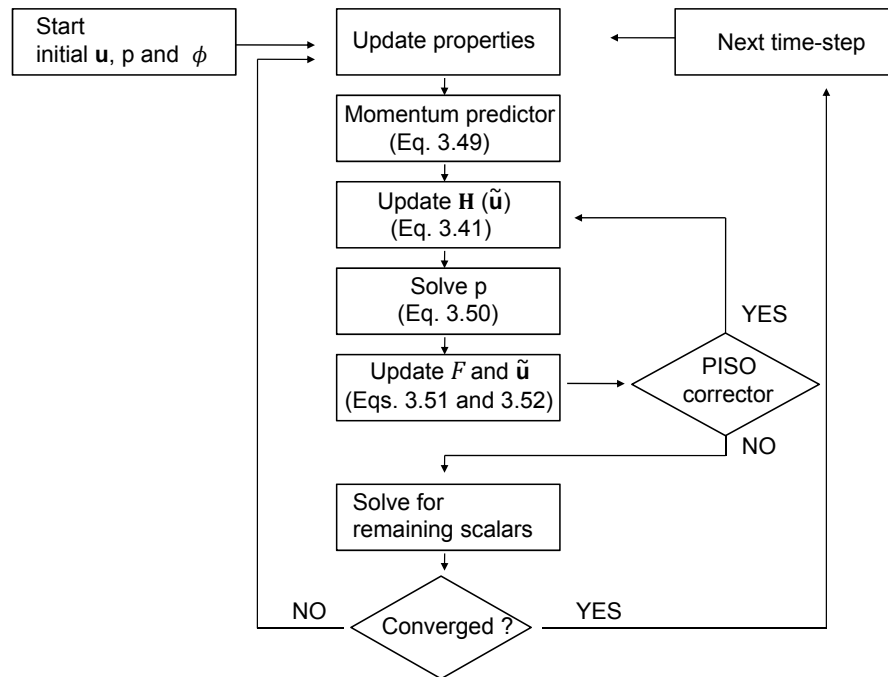 Start
initial u, p and ϕ
Update properties
Next time-step
Momentum predictor
(Eq. 3.49)
Update H (ũ)
(Eq. 3.41)
Solve p
(Eq. 3.50)
YES
Update F and ũ
(Eqs. 3.51 and 3.52)
PISO
corrector
NO
Solve for
remaining scalars
NO
YES
Converged ?